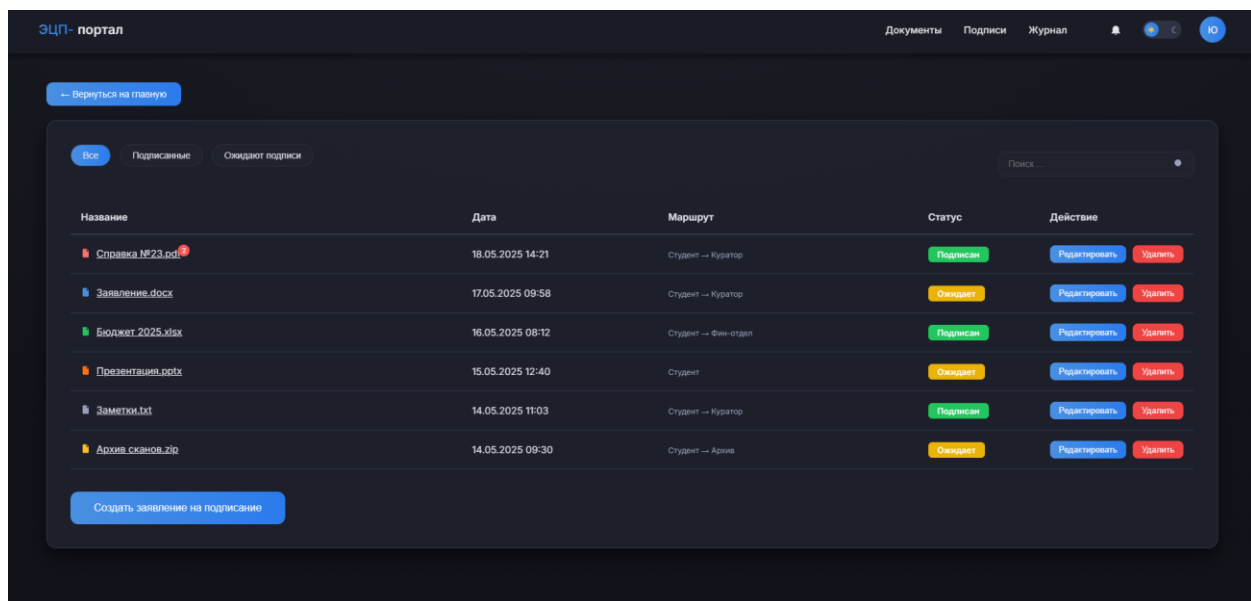 ЭЦП- портал Документы Подписи Журнал Ю
← Вернуться на главную
Все Подписанные Ожидают подписи Поиск ...
Название Дата Маршрут Статус Действие
Справка №23.pdf 2 18.05.2025 14:21 Студент → Куратор Подписан Редактировать Удалить
Заявление.docx 17.05.2025 09:58 Студент → Куратор Ожидает Редактировать Удалить
Бюджет 2025.xlsx 16.05.2025 08:12 Студент → Фин-отдел Подписан Редактировать Удалить
Презентация.pptx 15.05.2025 12:40 Студент Ожидает Редактировать Удалить
Заметки.txt 14.05.2025 11:03 Студент → Куратор Подписан Редактировать Удалить
Архив сканов.zip 14.05.2025 09:30 Студент → Архив Ожидает Редактировать Удалить
Создать заявление на подписание